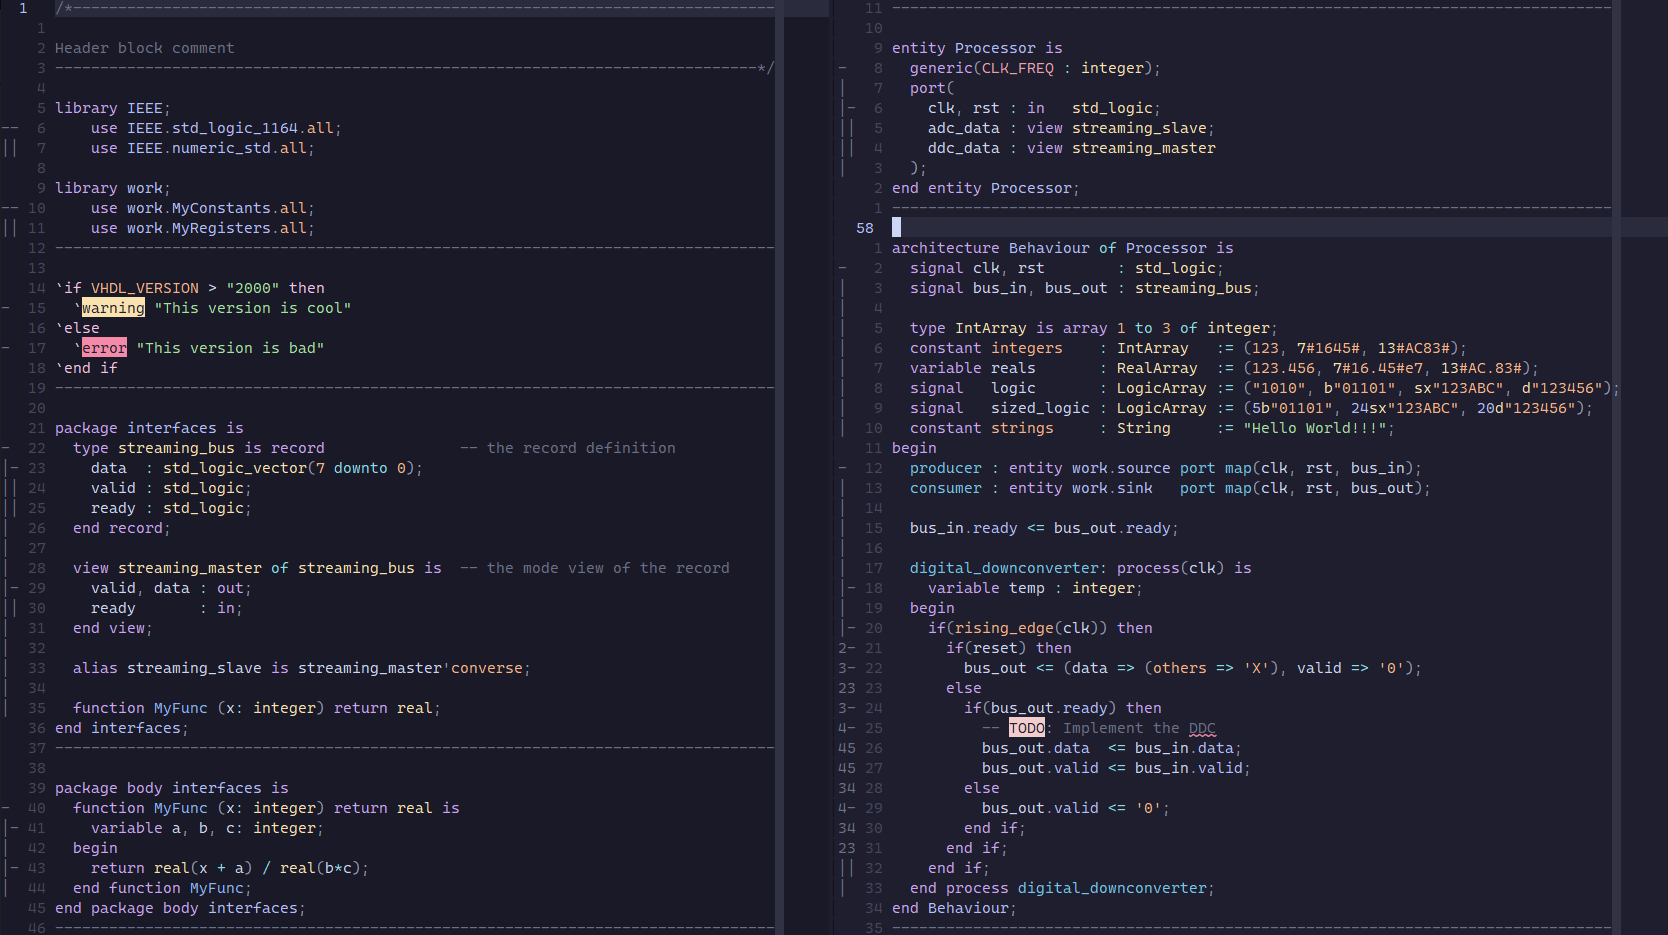 1 /*------------------------------------------------------------------------------
1
2 Header block comment
3 ------------------------------------------------------------------------------*/
4
5 library IEEE;
6     use IEEE.std_logic_1164.all;
7     use IEEE.numeric_std.all;
8
9 library work;
10     use work.MyConstants.all;
11     use work.MyRegisters.all;
12 --------------------------------------------------------------------------------
13
14 `if VHDL_VERSION > "2000" then
15   `warning "This version is cool"
16 `else
17   `error "This version is bad"
18 `end if
19 --------------------------------------------------------------------------------
20
21 package interfaces is
22   type streaming_bus is record               -- the record definition
23     data  : std_logic_vector(7 downto 0);
24     valid : std_logic;
25     ready : std_logic;
26   end record;
27
28   view streaming_master of streaming_bus is  -- the mode view of the record
29     valid, data : out;
30     ready       : in;
31   end view;
32
33   alias streaming_slave is streaming_master'converse;
34
35   function MyFunc (x: integer) return real;
36 end interfaces;
37 --------------------------------------------------------------------------------
38
39 package body interfaces is
40   function MyFunc (x: integer) return real is
41     variable a, b, c: integer;
42   begin
43     return real(x + a) / real(b*c);
44   end function MyFunc;
45 end package body interfaces;
46 --------------------------------------------------------------------------------
11 --------------------------------------------------------------------------------
10
9 entity Processor is
8   generic(CLK_FREQ : integer);
7   port(
6     clk, rst : in   std_logic;
5     adc_data : view streaming_slave;
4     ddc_data : view streaming_master
3   );
2 end entity Processor;
1 --------------------------------------------------------------------------------
58
1 architecture Behaviour of Processor is
2   signal clk, rst        : std_logic;
3   signal bus_in, bus_out : streaming_bus;
4
5   type IntArray is array 1 to 3 of integer;
6   constant integers    : IntArray   := (123, 7#1645#, 13#AC83#);
7   variable reals       : RealArray  := (123.456, 7#16.45#e7, 13#AC.83#);
8   signal   logic       : LogicArray := ("1010", b"01101", sx"123ABC", d"123456");
9   signal   sized_logic : LogicArray := (5b"01101", 24sx"123ABC", 20d"123456");
10   constant strings     : String     := "Hello World!!!";
11 begin
12   producer : entity work.source port map(clk, rst, bus_in);
13   consumer : entity work.sink   port map(clk, rst, bus_out);
14
15   bus_in.ready <= bus_out.ready;
16
17   digital_downconverter: process(clk) is
18     variable temp : integer;
19   begin
20     if(rising_edge(clk)) then
2- 21       if(reset) then
3- 22         bus_out <= (data => (others => 'X'), valid => '0');
23 23       else
3- 24         if(bus_out.ready) then
4- 25           -- TODO: Implement the DDC
45 26           bus_out.data  <= bus_in.data;
45 27           bus_out.valid <= bus_in.valid;
34 28         else
4- 29           bus_out.valid <= '0';
34 30         end if;
23 31       end if;
32     end if;
33   end process digital_downconverter;
34 end Behaviour;
35 --------------------------------------------------------------------------------